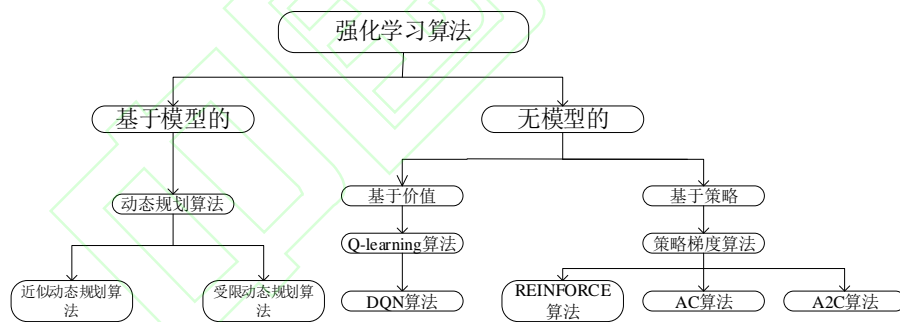 强化学习算法
基于模型的
无模型的
动态规划算法
基于价值
基于策略
Q-learning算法
策略梯度算法
近似动态规划算
法
受限动态规划算
法
DQN算法
REINFORCE
算法
AC算法
A2C算法